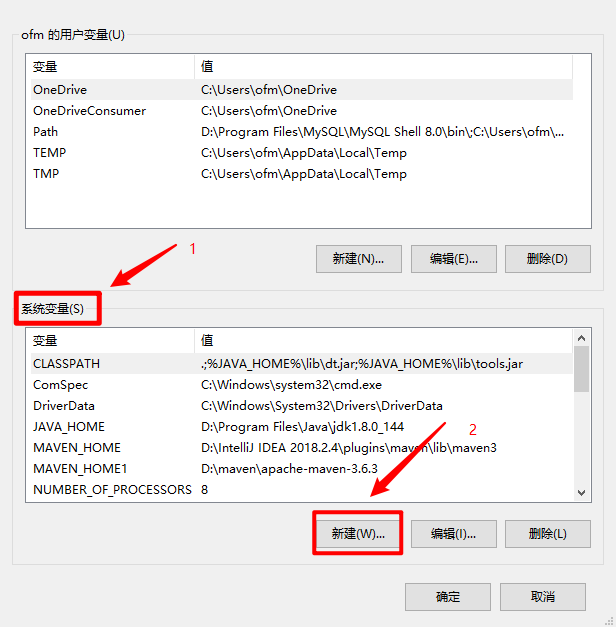 ofm 的用户变量(U)
变量 值
OneDrive C:\Users\ofm\OneDrive
OneDriveConsumer C:\Users\ofm\OneDrive
Path D:\Program Files\MySQL\MySQL Shell 8.0\bin\;C:\Users\ofm\...
TEMP C:\Users\ofm\AppData\Local\Temp
TMP C:\Users\ofm\AppData\Local\Temp
1
新建(N)... 编辑(E)... 删除(D)
系统变量(S)
变量 值
CLASSPATH .;%JAVA_HOME%\lib\dt.jar;%JAVA_HOME%\lib\tools.jar
ComSpec C:\Windows\system32\cmd.exe
DriverData C:\Windows\System32\Drivers\DriverData
JAVA_HOME D:\Program Files\Java\jdk1.8.0_144
2
MAVEN_HOME D:\IntelliJ IDEA 2018.2.4\plugins\maven\lib\maven3
MAVEN_HOME1 D:\maven\apache-maven-3.6.3
NUMBER_OF_PROCESSORS 8
新建(W)... 编辑(I)... 删除(L)
确定 取消